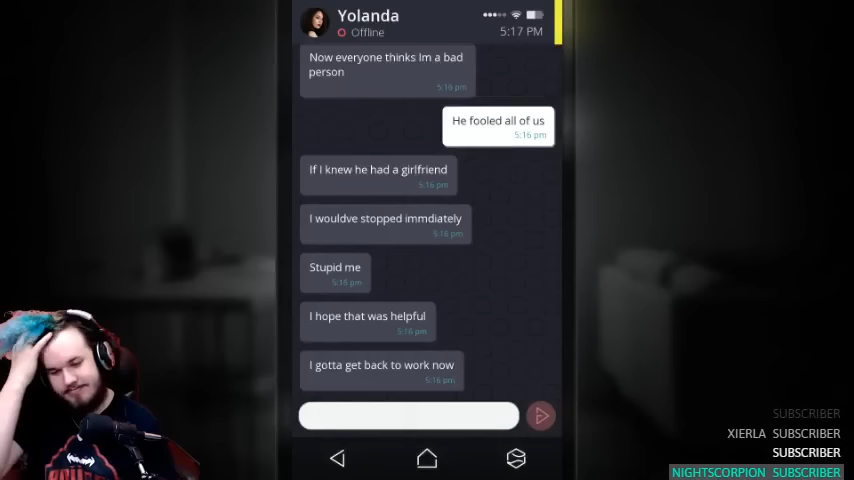 Yolanda
Offline
5:17 PM
Now everyone thinks Im a bad
person
5:16 pm
He fooled all of us
5:16 pm
If I knew he had a girlfriend
5:16 pm
I wouldve stopped immdiately
5:16 pm
Stupid me
5:16 pm
I hope that was helpful
5:16 pm
I gotta get back to work now
5:16 pm
SUBSCRIBER
XIERLA SUBSCRIBER
SUBSCRIBER
NIGHTSCORPION SUBSCRIBER